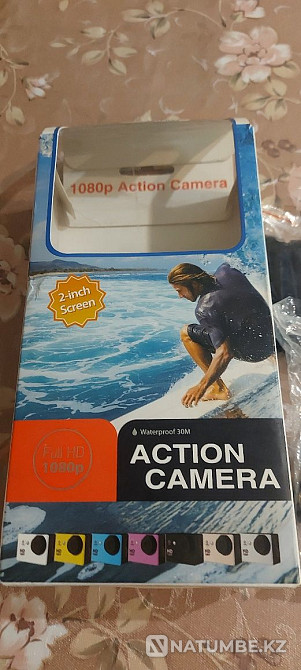 1080p Action Camera
2-inch
Screen
Waterproof 30M
Full HD
1080p
ACTION
CAMERA
NATUMBE.KZ